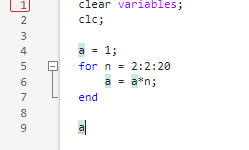 1 clear variables;
2 clc;
3
4 a = 1;
5 for n = 2:2:20
6 a = a*n;
7 end
8
9 a